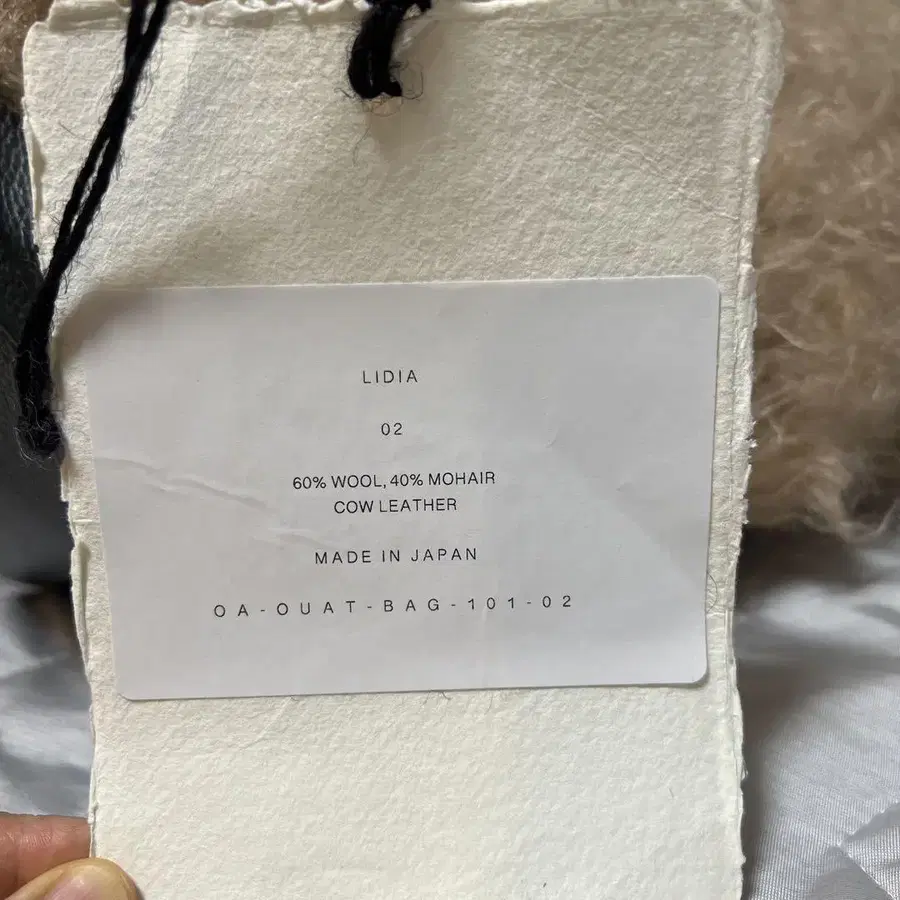 LIDIA
02
60% WOOL, 40% MOHAIR
COW LEATHER
MADE IN JAPAN
OA-OUAT-BAG-101-02